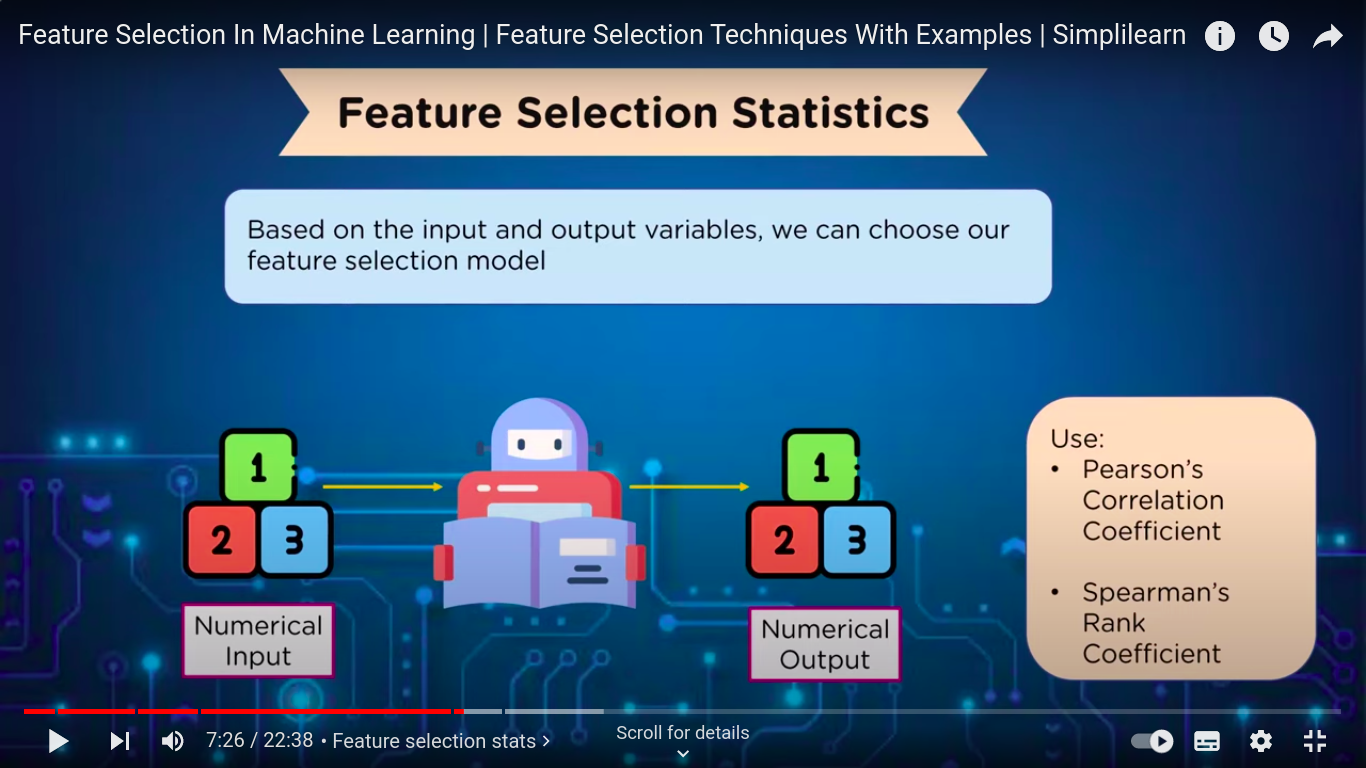 Feature Selection In Machine Learning | Feature Selection Techniques With Examples | Simplilearn
Feature Selection Statistics
Based on the input and output variables, we can choose our
feature selection model
1
2 3
Numerical
Input
1
2 3
Numerical
Output
Use:
• Pearson's
Correlation
Coefficient
• Spearman's
Rank
Coefficient
7:26 / 22:38 • Feature selection stats ›
Scroll for details